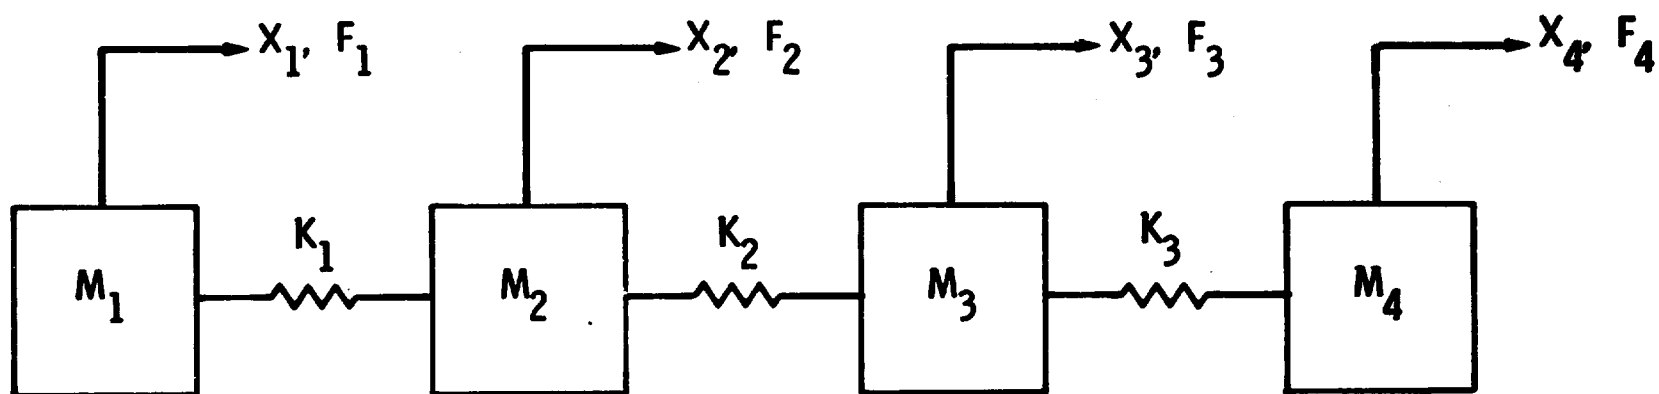 X₁, F₁
X₂, F₂
X₃, F₃
X₄, F₄
K₁
K₂
K₃
M₁
M₂
M₃
M₄